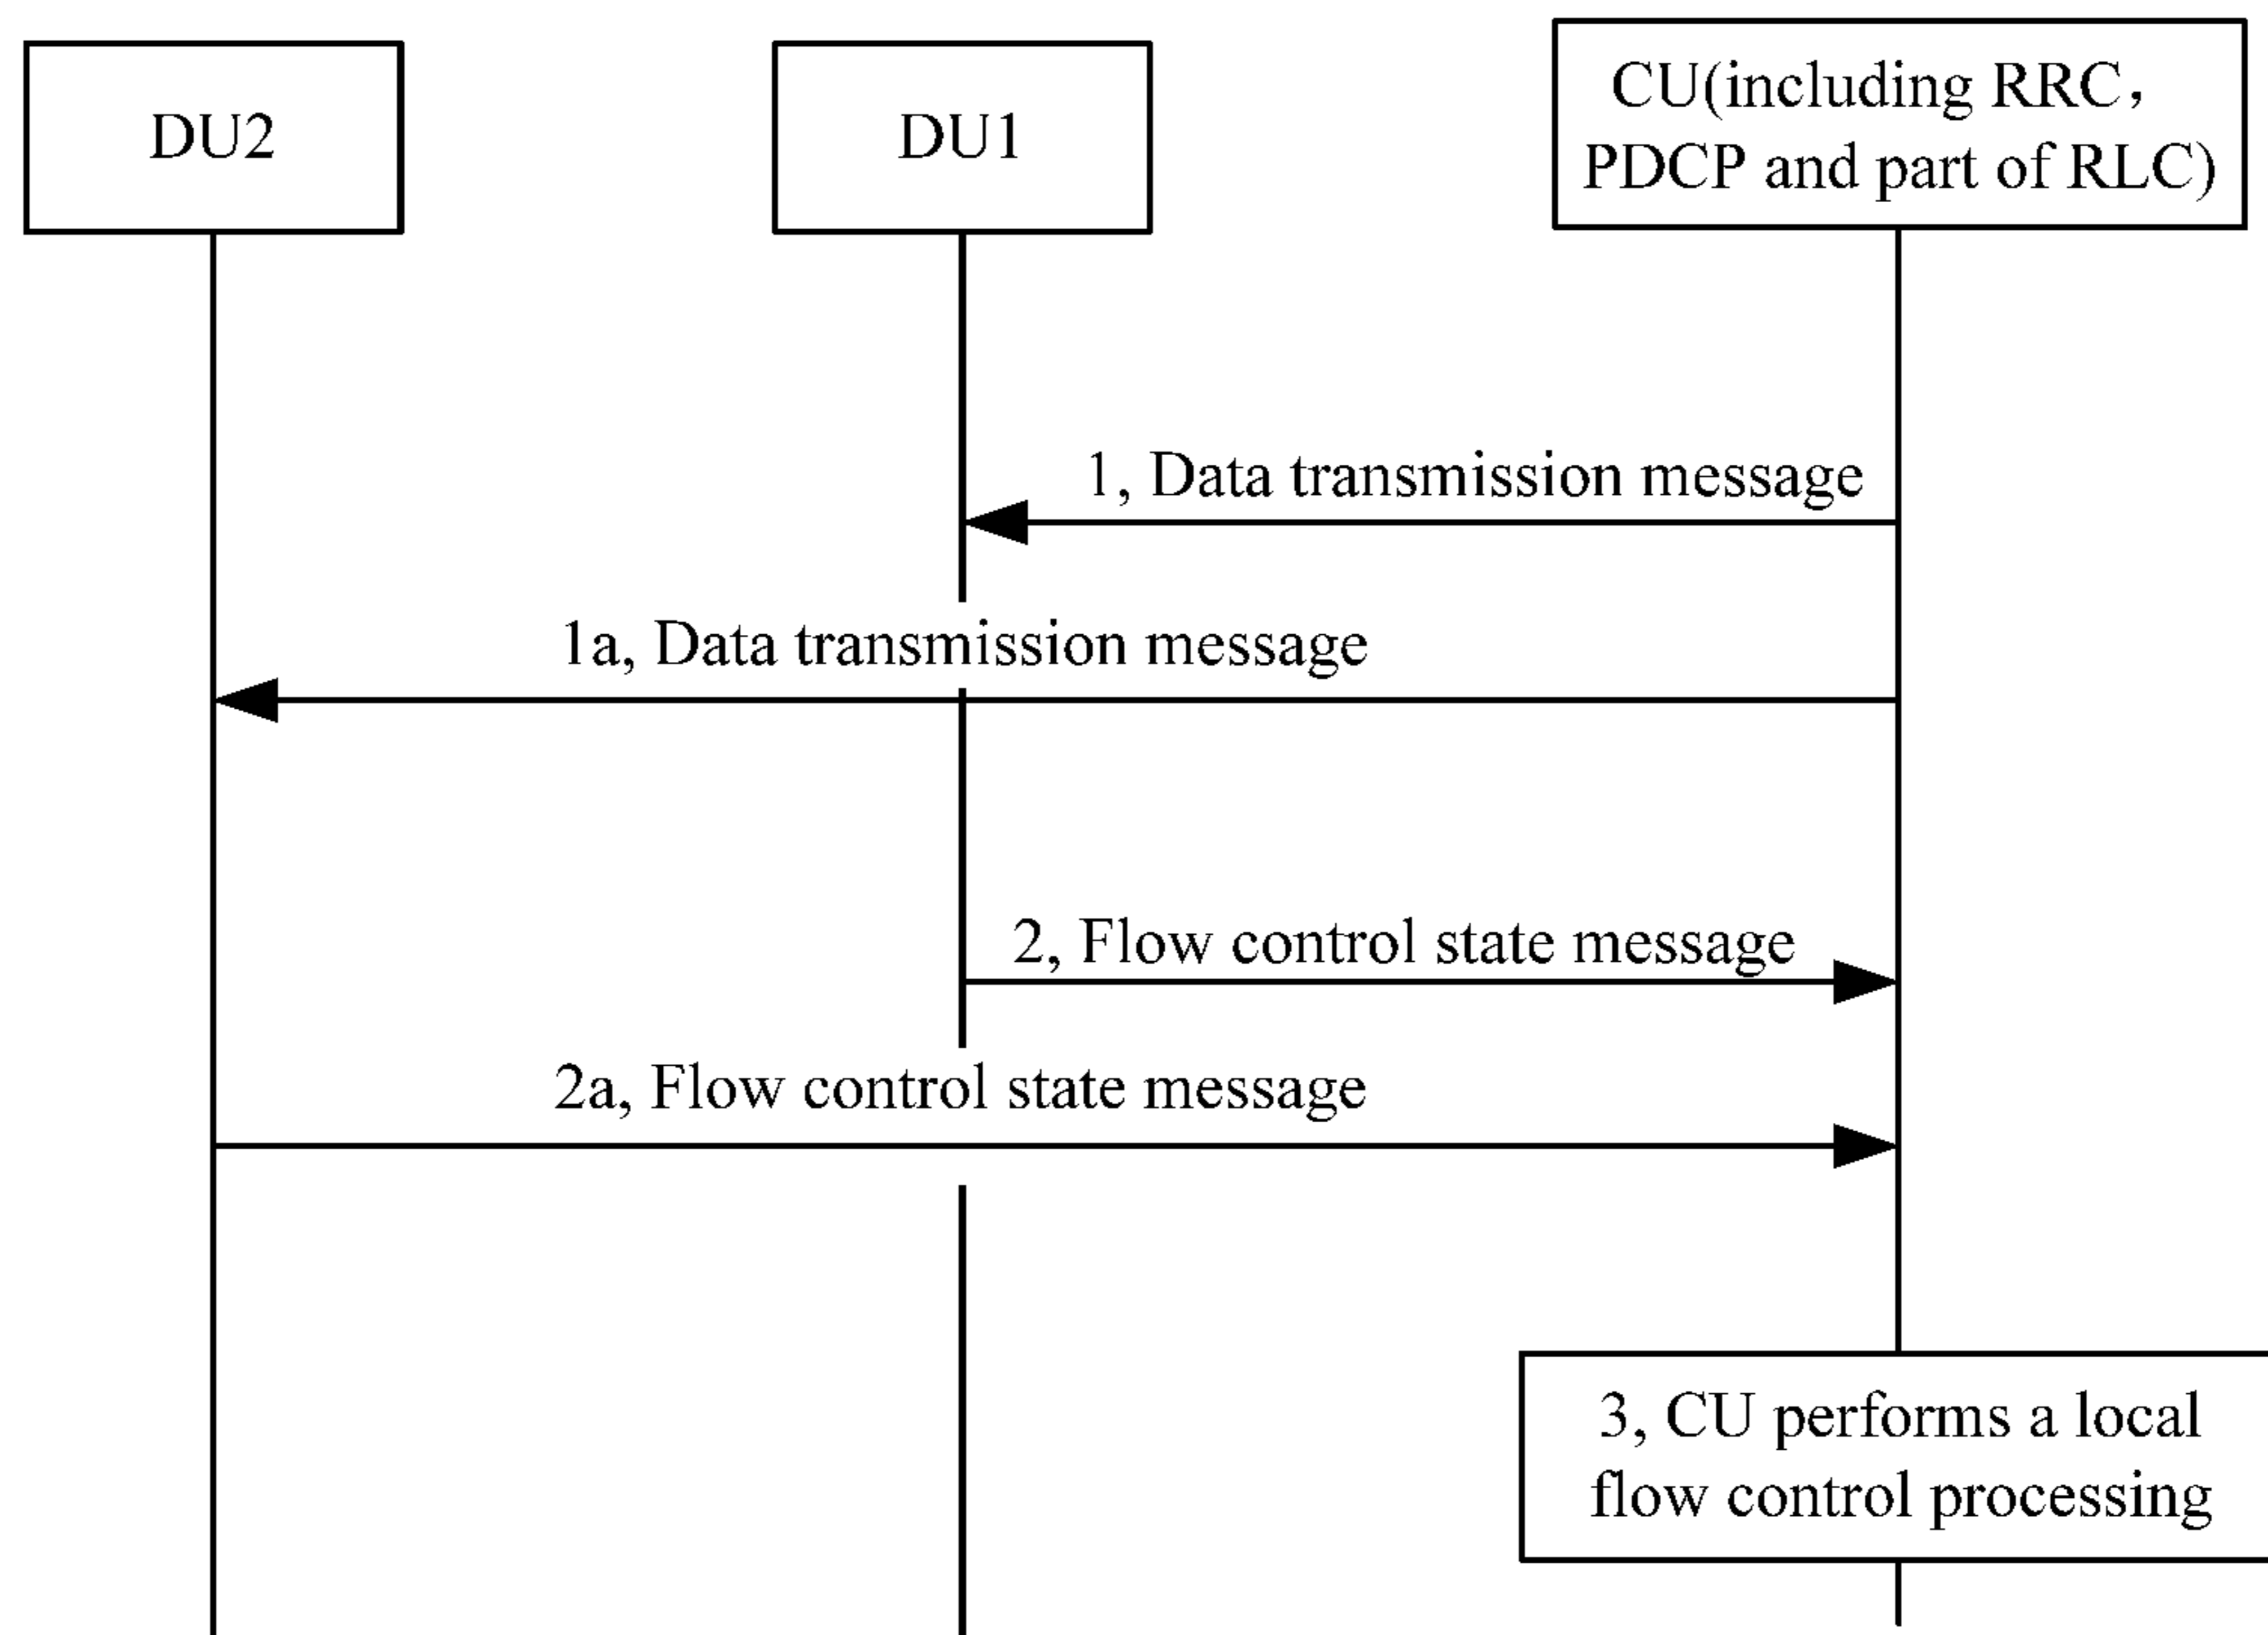 DU2
DU1
CU(including RRC,
PDCP and part of RLC)
1, Data transmission message
1a, Data transmission message
2, Flow control state message
2a, Flow control state message
3, CU performs a local
flow control processing